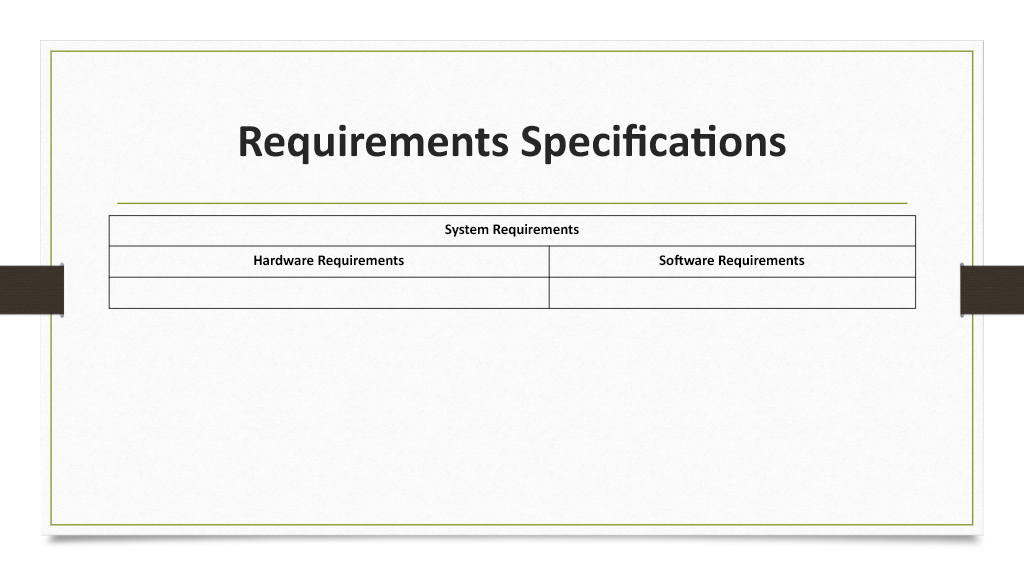 Requirements Specifications
System Requirements
Hardware Requirements
Software Requirements